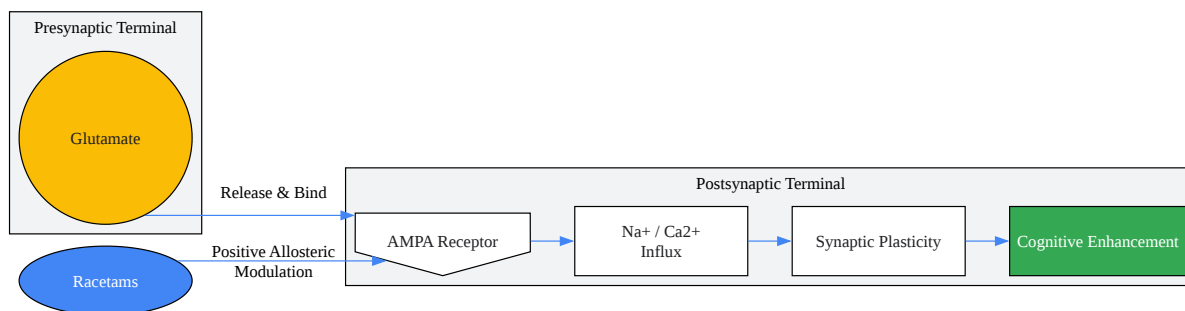 Presynaptic Terminal
Glutamate
Release & Bind
Postsynaptic Terminal
AMPA Receptor
Na+ / Ca2+
Influx
Synaptic Plasticity
Cognitive Enhancement
Positive Allosteric
Modulation
Racetams